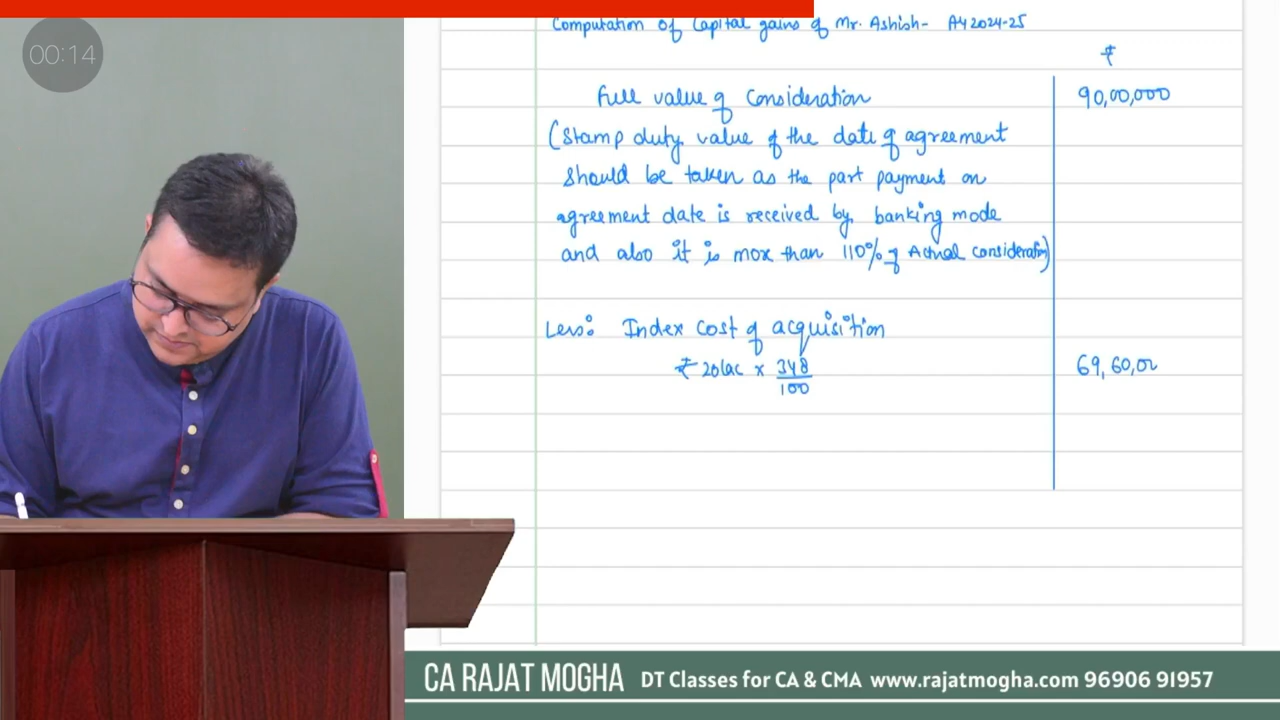 00:14
Computation of Capital gains of Mr. Ashish- AY 2024-25
₹
Full value of Consideration 90,00,000
(Stamp duty value of the date of agreement
should be taken as the part payment on
agreement date is received by banking mode
and also it is more than 110% of Actual consideration)
Less: Index cost of acquisition
₹ 20 lac × 348/100 69,60,00
CA RAJAT MOGHA DT Classes for CA & CMA www.rajatmogha.com 96906 91957